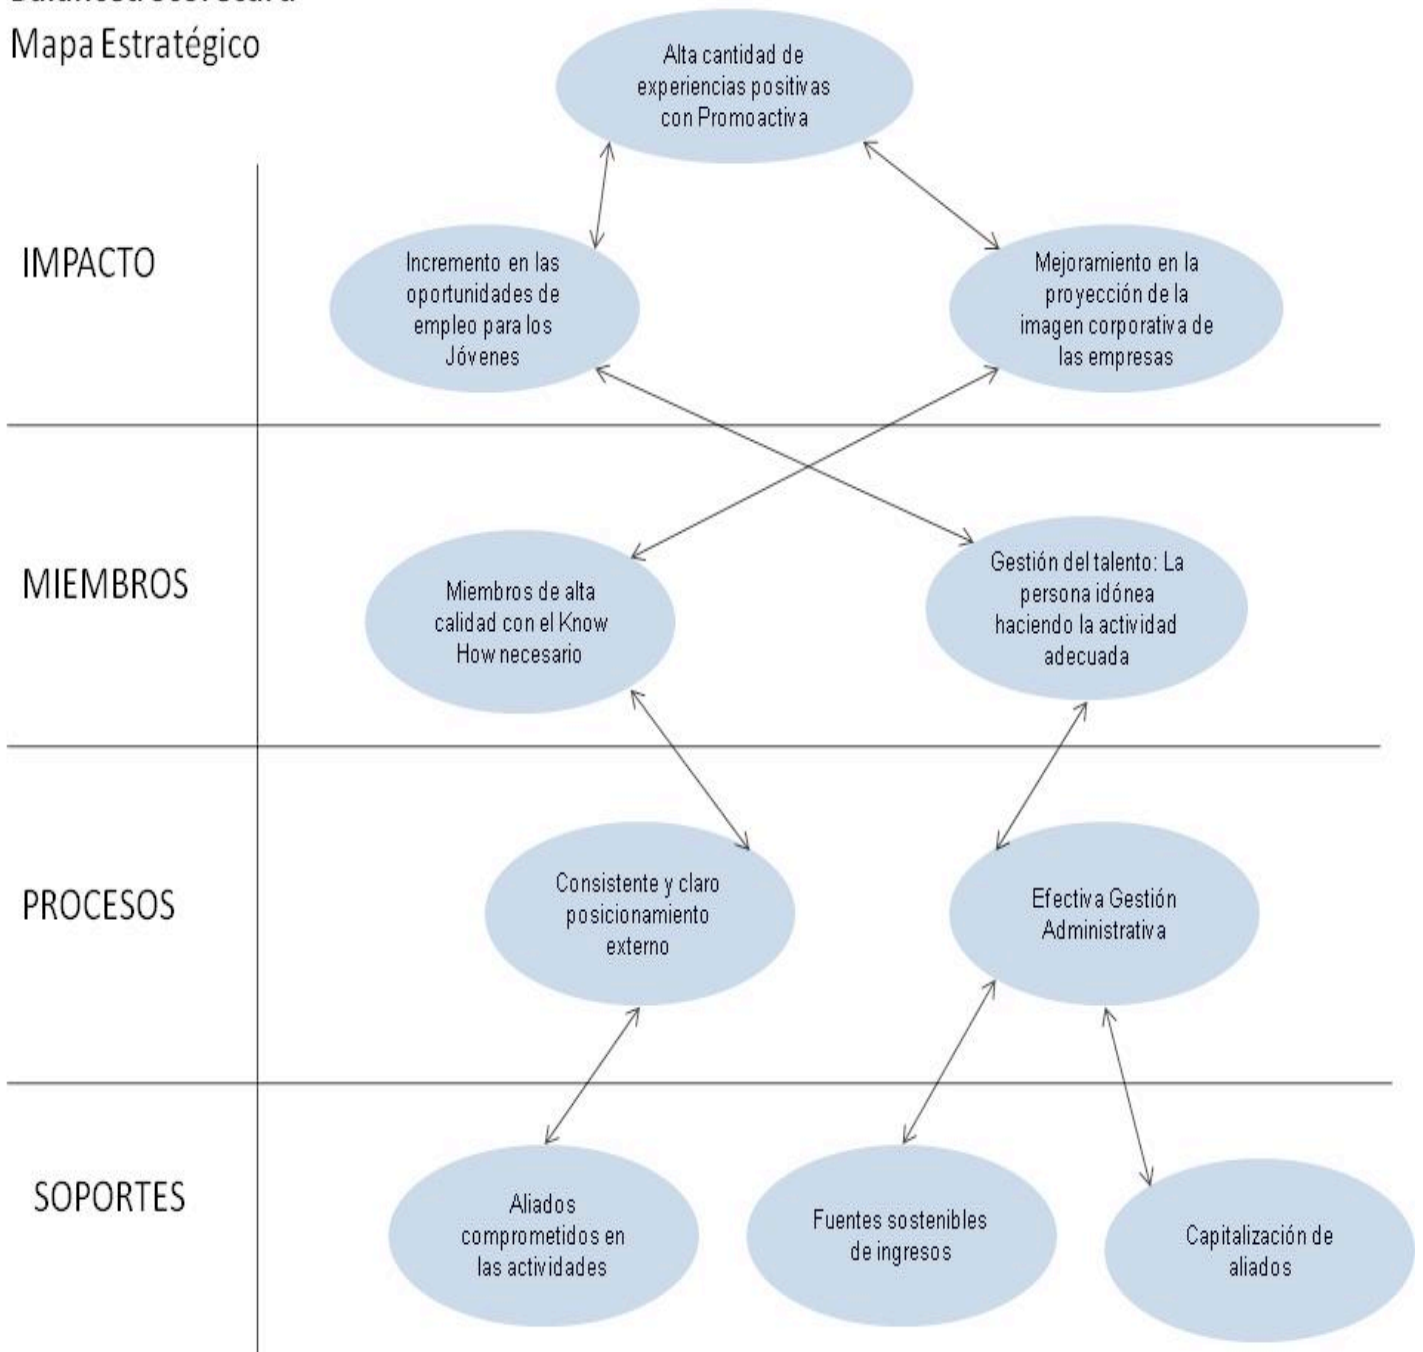 Mapa Estratégico
Alta cantidad de
experiencias positivas
con Promoactiva
IMPACTO
Incremento en las
oportunidades de
empleo para los
Jóvenes
Mejoramiento en la
proyección de la
imagen corporativa de
las empresas
MIEMBROS
Miembros de alta
calidad con el Know
How necesario
Gestión del talento: La
persona idónea
haciendo la actividad
adecuada
PROCESOS
Consistente y claro
posicionamiento
externo
Efectiva Gestión
Administrativa
SOPORTES
Aliados
comprometidos en
las actividades
Fuentes sostenibles
de ingresos
Capitalización de
aliados